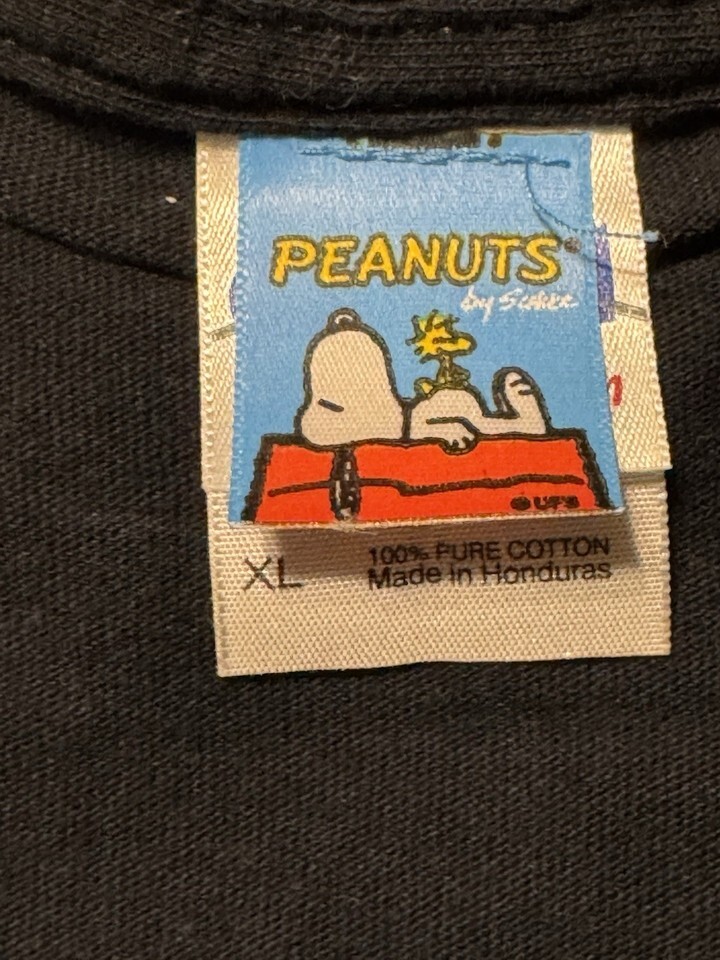 PEANUTS®
by Schulz
© UFS
XL
100% PURE COTTON
Made in Honduras